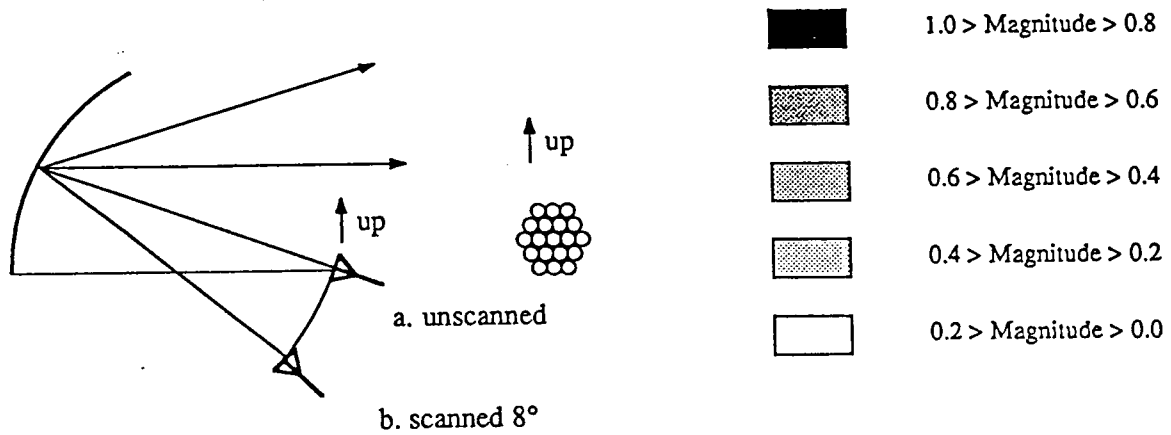 up
up
a. unscanned
b. scanned 8°
1.0 > Magnitude > 0.8
0.8 > Magnitude > 0.6
0.6 > Magnitude > 0.4
0.4 > Magnitude > 0.2
0.2 > Magnitude > 0.0